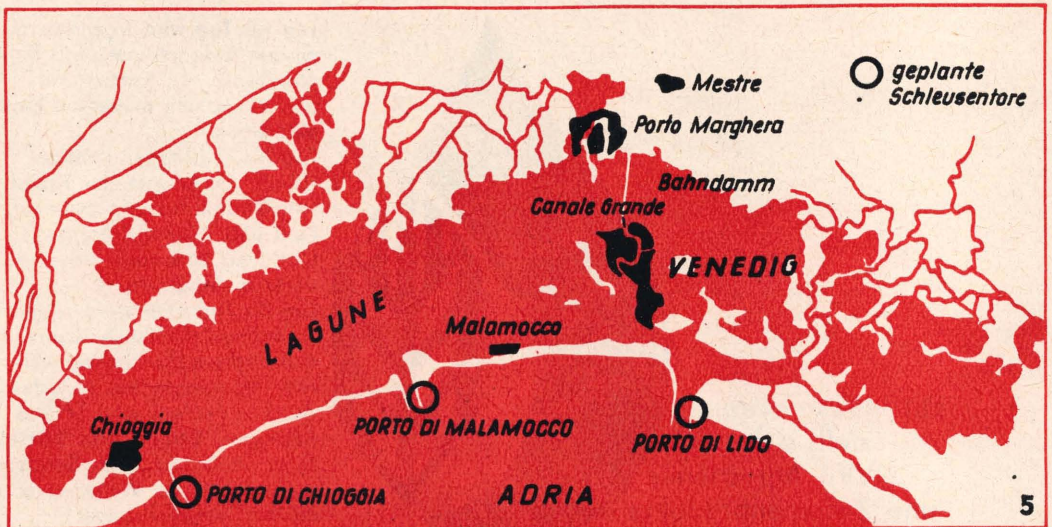 Mestre
geplante
Schleusentore
Porto Marghera
Bahndamm
Canale Grande
VENEDIG
LAGUNE
Malamocco
Chioggia
PORTO DI MALAMOCCO
PORTO DI LIDO
PORTO DI CHIOGGIA
ADRIA
5